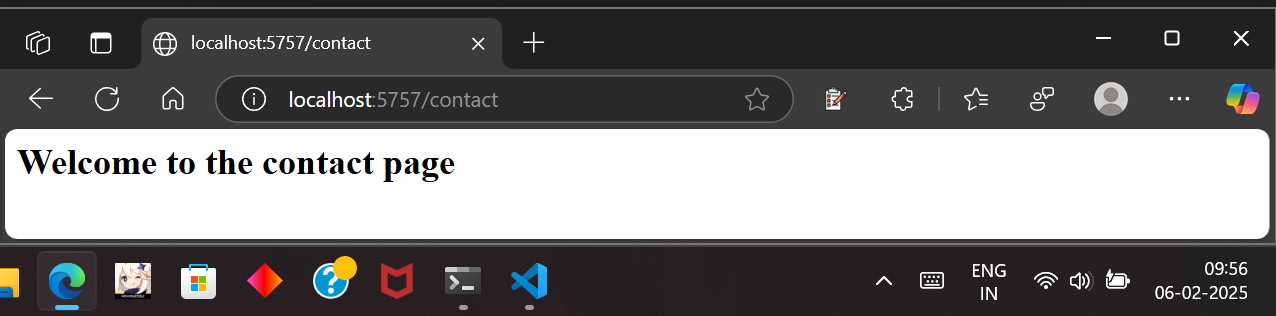 localhost:5757/contact
localhost:5757/contact
Welcome to the contact page
ENG
IN
09:56
06-02-2025